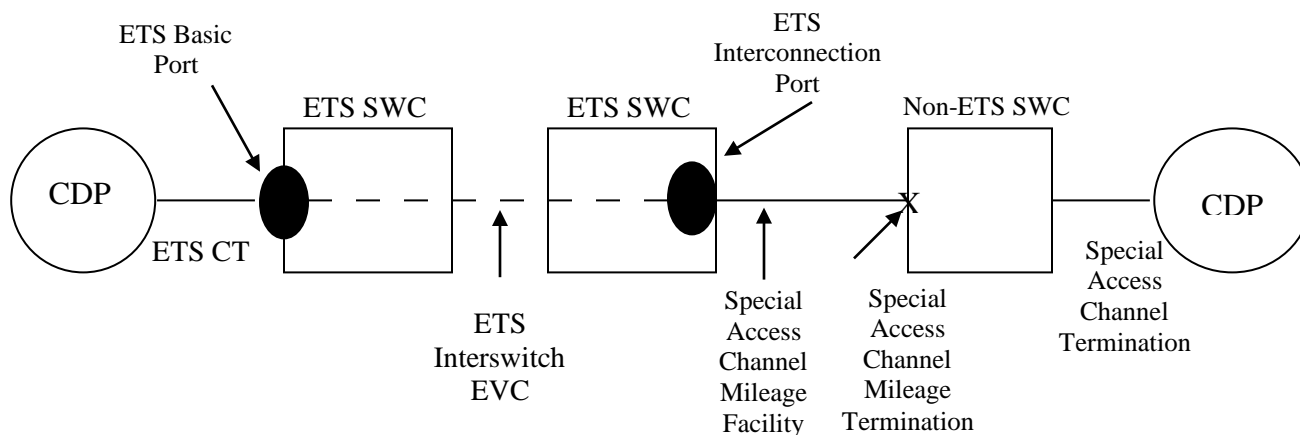 ETS Basic
Port
ETS
Interconnection
Port
ETS SWC
ETS SWC
Non-ETS SWC
CDP
X
CDP
ETS CT
ETS
Interswitch
EVC
Special
Access
Channel
Mileage
Facility
Special
Access
Channel
Mileage
Termination
Special
Access
Channel
Termination